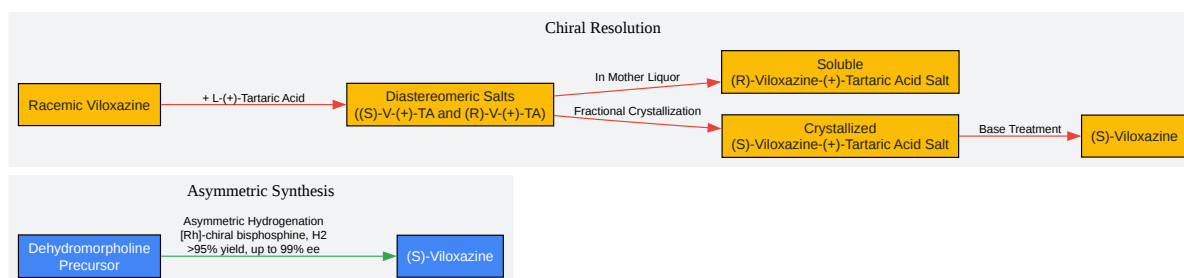 Chiral Resolution
Racemic Viloxazine
+ L-(+)-Tartaric Acid
Diastereomeric Salts
((S)-V-(+)-TA and (R)-V-(+)-TA)
In Mother Liquor
Soluble
(R)-Viloxazine-(+)-Tartaric Acid Salt
Fractional Crystallization
Crystallized
(S)-Viloxazine-(+)-Tartaric Acid Salt
Base Treatment
(S)-Viloxazine
Asymmetric Synthesis
Dehydromorpholine
Precursor
Asymmetric Hydrogenation
[Rh]-chiral bisphosphine, H2
>95% yield, up to 99% ee
(S)-Viloxazine